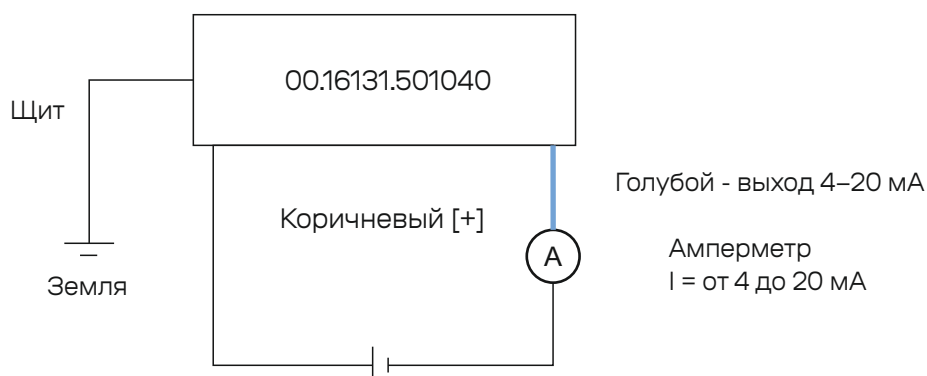 00.16131.501040
Щит
Голубой - выход 4–20 мА
Коричневый [+]
А
Амперметр
I = от 4 до 20 мА
Земля